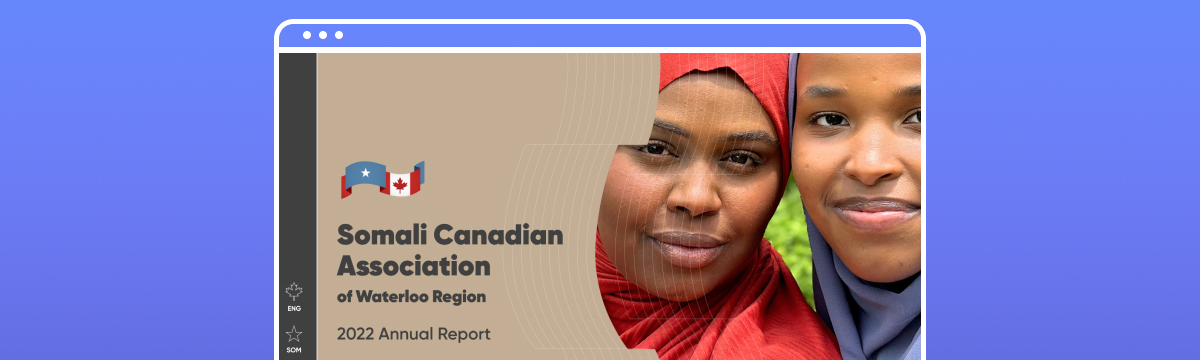 Somali Canadian
Association
of Waterloo Region
2022 Annual Report
ENG
SOM